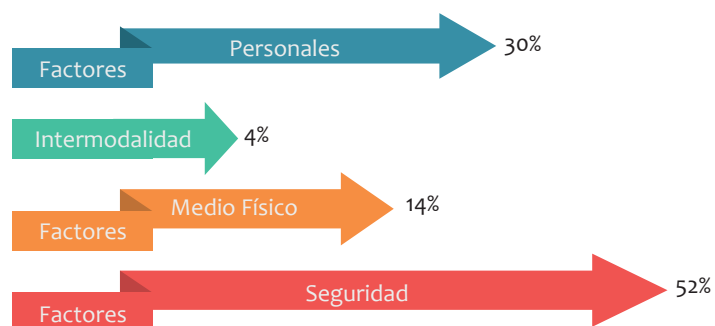 Personales
30%
Factores
Intermodalidad
4%
Medio Físico
14%
Factores
Seguridad
52%
Factores